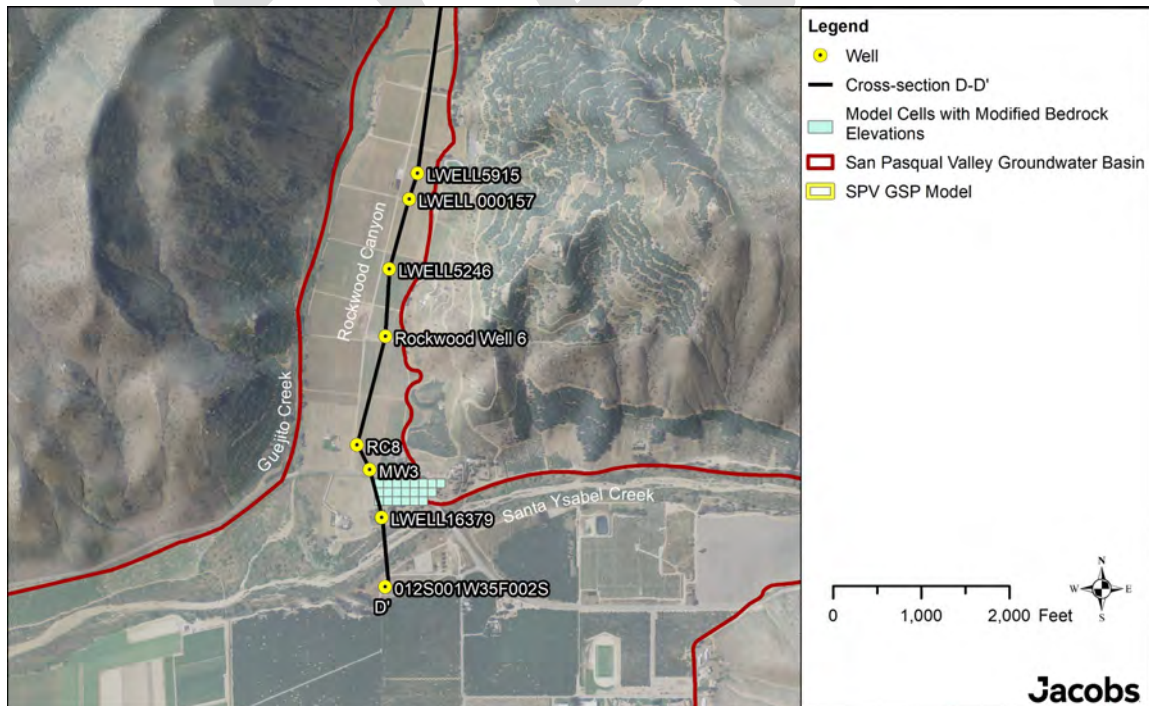 LWELL5915
LWELL 000157
Rockwood Canyon
LWELL5246
Rockwood Well 6
Guejito Creek
RC8
MW3
Santa Ysabel Creek
LWELL16379
012S001W35F002S
D'
Legend
Well
Cross-section D-D'
Model Cells with Modified Bedrock
Elevations
San Pasqual Valley Groundwater Basin
SPV GSP Model
N
W
E
S
0 1,000 2,000 Feet
Jacobs